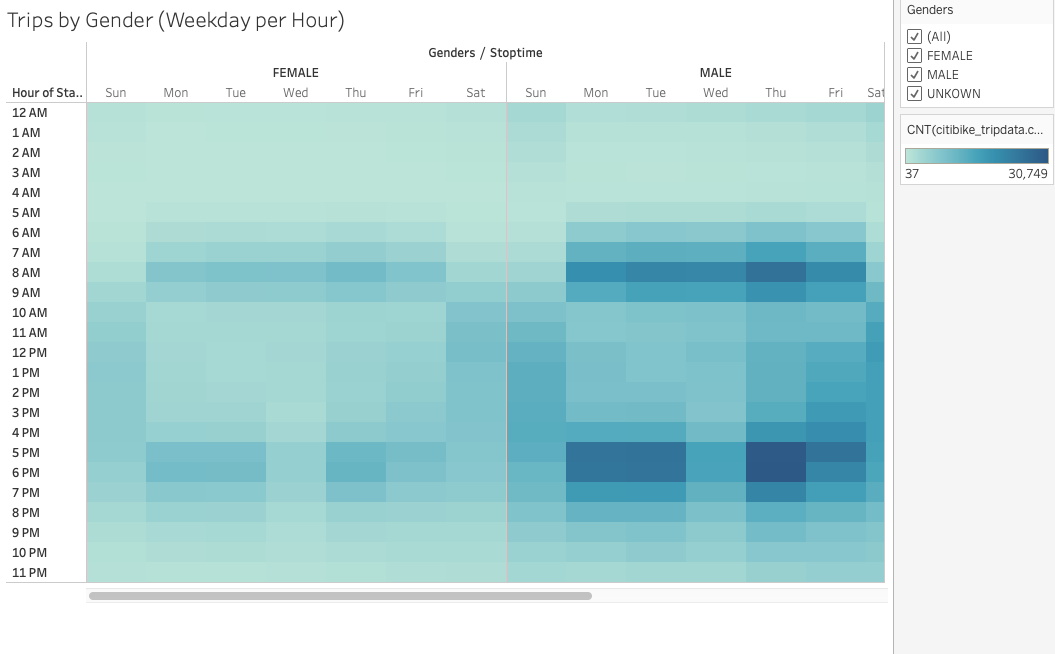 Trips by Gender (Weekday per Hour)
Genders / Stoptime
FEMALE MALE
Hour of Sta.. Sun Mon Tue Wed Thu Fri Sat Sun Mon Tue Wed Thu Fri Sat
12 AM
1 AM
2 AM
3 AM
4 AM
5 AM
6 AM
7 AM
8 AM
9 AM
10 AM
11 AM
12 PM
1 PM
2 PM
3 PM
4 PM
5 PM
6 PM
7 PM
8 PM
9 PM
10 PM
11 PM
Genders
(All)
FEMALE
MALE
UNKOWN
CNT(citibike_tripdata.c...
37 30,749